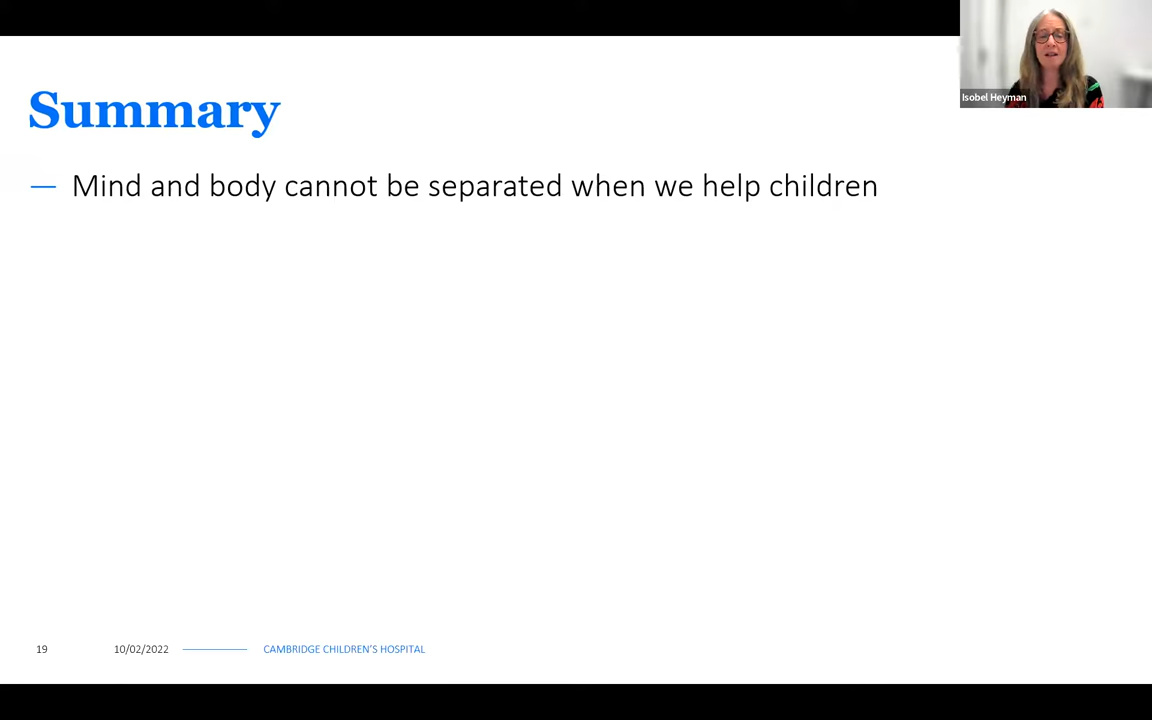 Isobel Heyman
Summary
— Mind and body cannot be separated when we help children
19 10/02/2022 CAMBRIDGE CHILDREN'S HOSPITAL